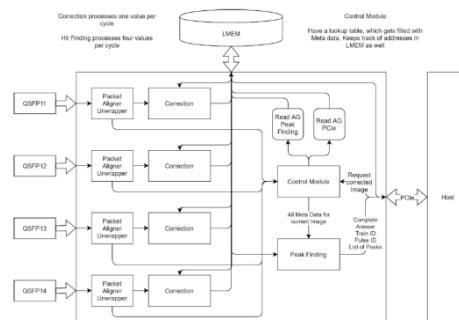 Correction processes one value per
cycle
Hit Finding processes four values
per cycle
LMEM
Control Module
Have a lookup table, which gets filled with
Meta data. Keeps track of addresses in
LMEM as well
QSFP11
Packet
Aligner
Unwrapper
Correction
QSFP12
Packet
Aligner
Unwrapper
Correction
QSFP13
Packet
Aligner
Unwrapper
Correction
QSFP14
Packet
Aligner
Unwrapper
Correction
Read AG
Peak
Finding
Read AG
PCIe
Control Module
Request
corrected
Image
PCIe
Host
All Meta Data for
current Image
Complete
Answer
Train ID
Pulse ID
List of Peaks
Peak Finding